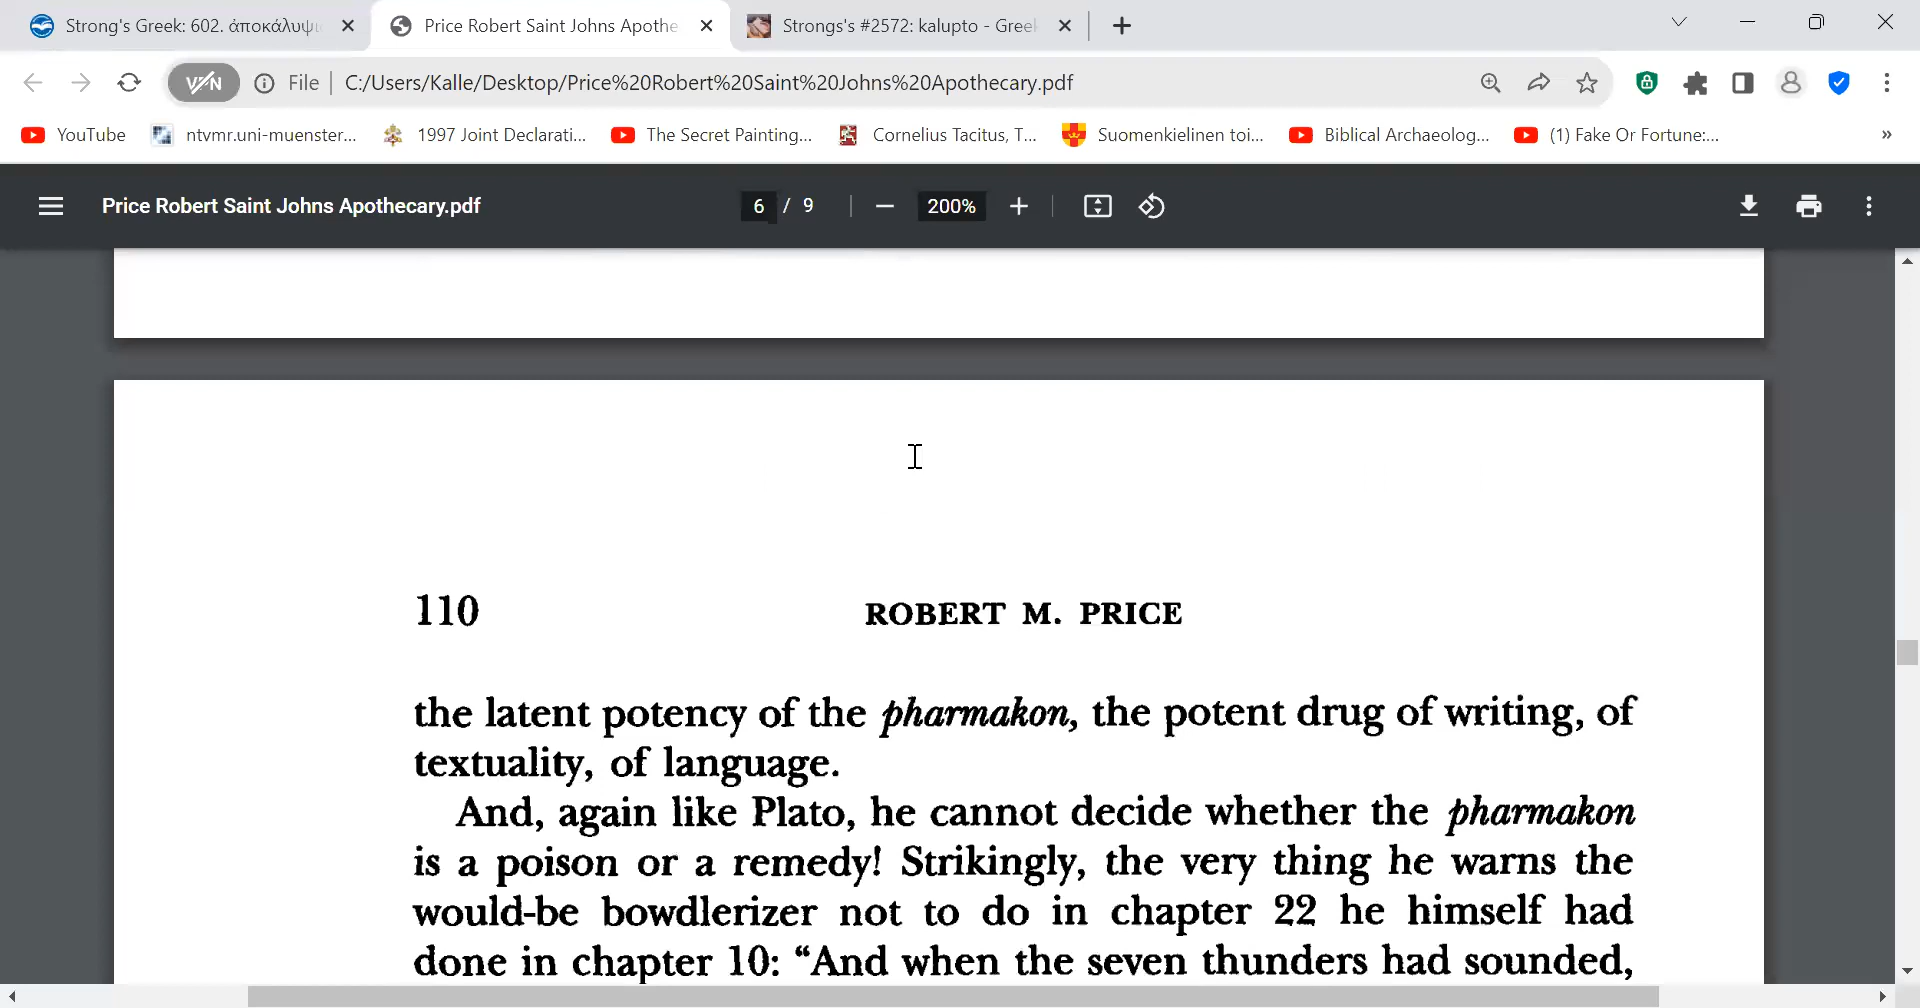 Strong's Greek: 602. ἀποκάλυψι
Price Robert Saint Johns Apothe
Strongs's #2572: kalupto - Greek
VPN
File
C:/Users/Kalle/Desktop/Price%20Robert%20Saint%20Johns%20Apothecary.pdf
YouTube
ntvmr.uni-muenster...
1997 Joint Declarati...
The Secret Painting...
Cornelius Tacitus, T...
Suomenkielinen toi...
Biblical Archaeolog...
(1) Fake Or Fortune:...
»
Price Robert Saint Johns Apothecary.pdf
6 / 9
200%
110
ROBERT M. PRICE
the latent potency of the pharmakon, the potent drug of writing, of
textuality, of language.
And, again like Plato, he cannot decide whether the pharmakon
is a poison or a remedy! Strikingly, the very thing he warns the
would-be bowdlerizer not to do in chapter 22 he himself had
done in chapter 10: “And when the seven thunders had sounded,